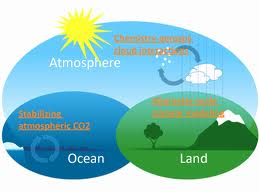 Chemistry-aerosol
cloud interactions
Atmosphere
Stabilizing
atmospheric CO2
Ocean
Land